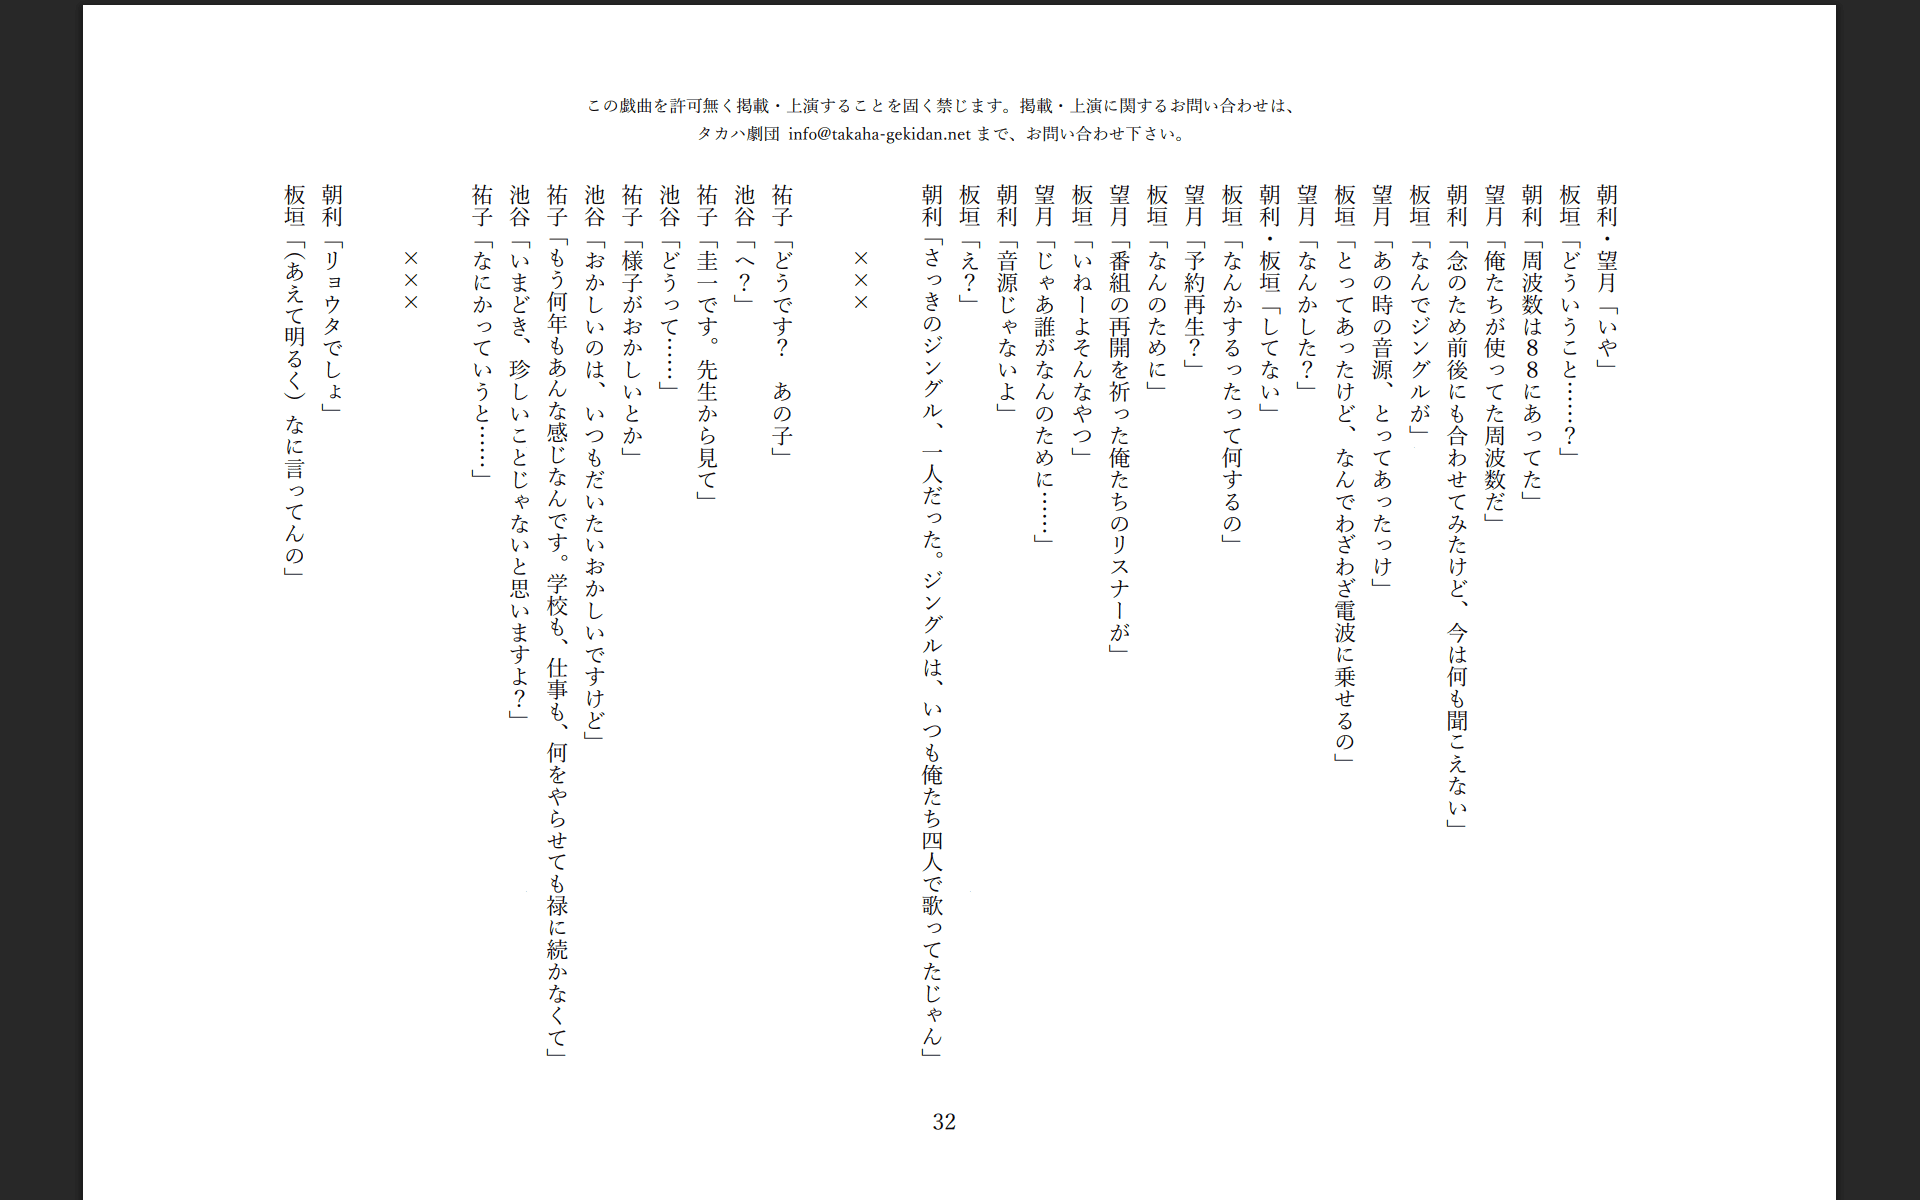 この戯曲を許可無く掲載・上演することを固く禁じます。掲載・上演に関するお問い合わせは、
タカハ劇団 info@takaha-gekidan.net まで、お問い合わせ下さい。
朝利・望月「いや」
板垣「どういうこと……？」
朝利「周波数は８８にあってた」
望月「俺たちが使ってた周波数だ」
朝利「念のため前後にも合わせてみたけど、今は何も聞こえない」
板垣「なんでジングルが」
望月「あの時の音源、とってあったっけ」
板垣「とってあったけど、なんでわざわざ電波に乗せるの」
望月「なんかした？」
朝利・板垣「してない」
板垣「なんかするったって何するの」
望月「予約再生？」
板垣「なんのために」
望月「番組の再開を祈った俺たちのリスナーが」
板垣「いねーよそんなやつ」
望月「じゃあ誰がなんのために……」
朝利「音源じゃないよ」
板垣「え？」
朝利「さっきのジングル、一人だった。ジングルは、いつも俺たち四人で歌ってたじゃん」
×××
祐子「どうです？　あの子」
池谷「へ？」
祐子「圭一です。先生から見て」
池谷「どうって……」
祐子「様子がおかしいとか」
池谷「おかしいのは、いつもだいたいおかしいですけど」
祐子「もう何年もあんな感じなんです。学校も、仕事も、何をやらせても禄に続かなくて」
池谷「いまどき、珍しいことじゃないと思いますよ？」
祐子「なにかっていうと……」
×××
朝利「リョウタでしょ」
板垣「（あえて明るく）なに言ってんの」
32